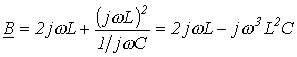 B = 2jωL + (jωL)² / 1/jωC = 2jωL − jω³L²C